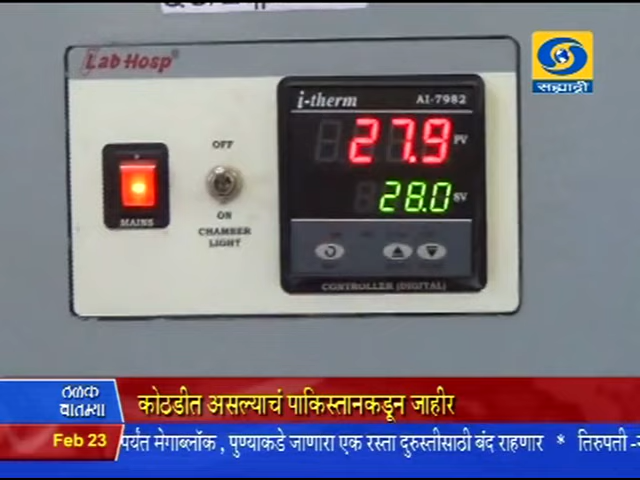 Lab Hosp®
सह्याद्री
i-therm
AI-7982
27.9 PV
28.0 SV
OFF
MAINS
ON
CHAMBER
LIGHT
CONTROLLER (DIGITAL)
ठळक
बातम्या
कोठडीत असल्याचं पाकिस्तानकडून जाहीर
Feb 23
पर्यंत मेगाब्लॉक , पुण्याकडे जाणारा एक रस्ता दुरुस्तीसाठी बंद राहणार * तिरुपती